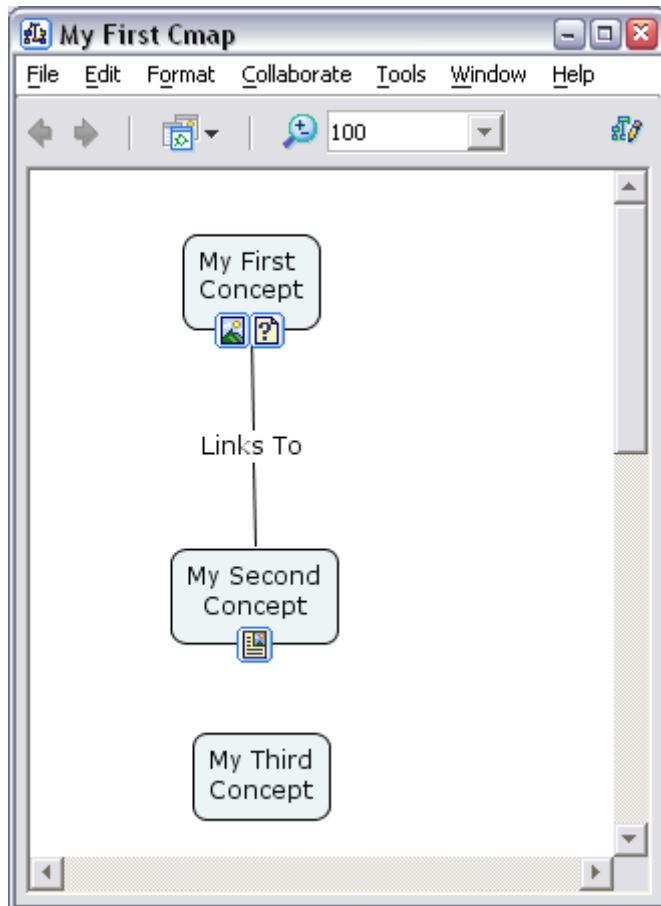 My First Cmap
File Edit Format Collaborate Tools Window Help
100
My First
Concept
Links To
My Second
Concept
My Third
Concept